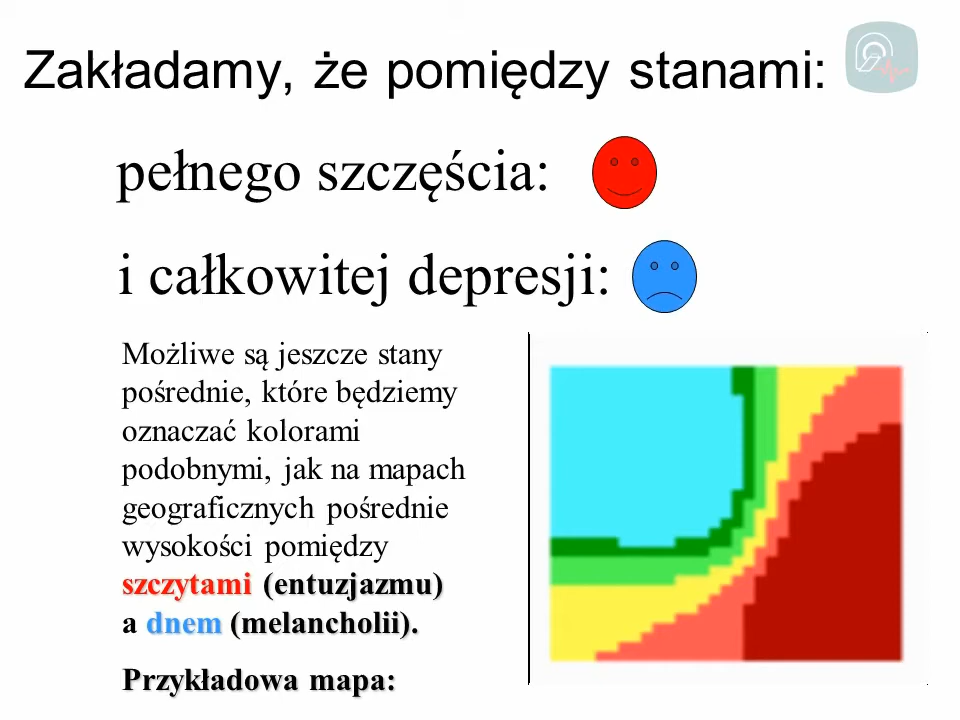 Zakładamy, że pomiędzy stanami:
pełnego szczęścia:
i całkowitej depresji:
Możliwe są jeszcze stany
pośrednie, które będziemy
oznaczać kolorami
podobnymi, jak na mapach
geograficznych pośrednie
wysokości pomiędzy
szczytami (entuzjazmu)
a dnem (melancholii).
Przykładowa mapa: